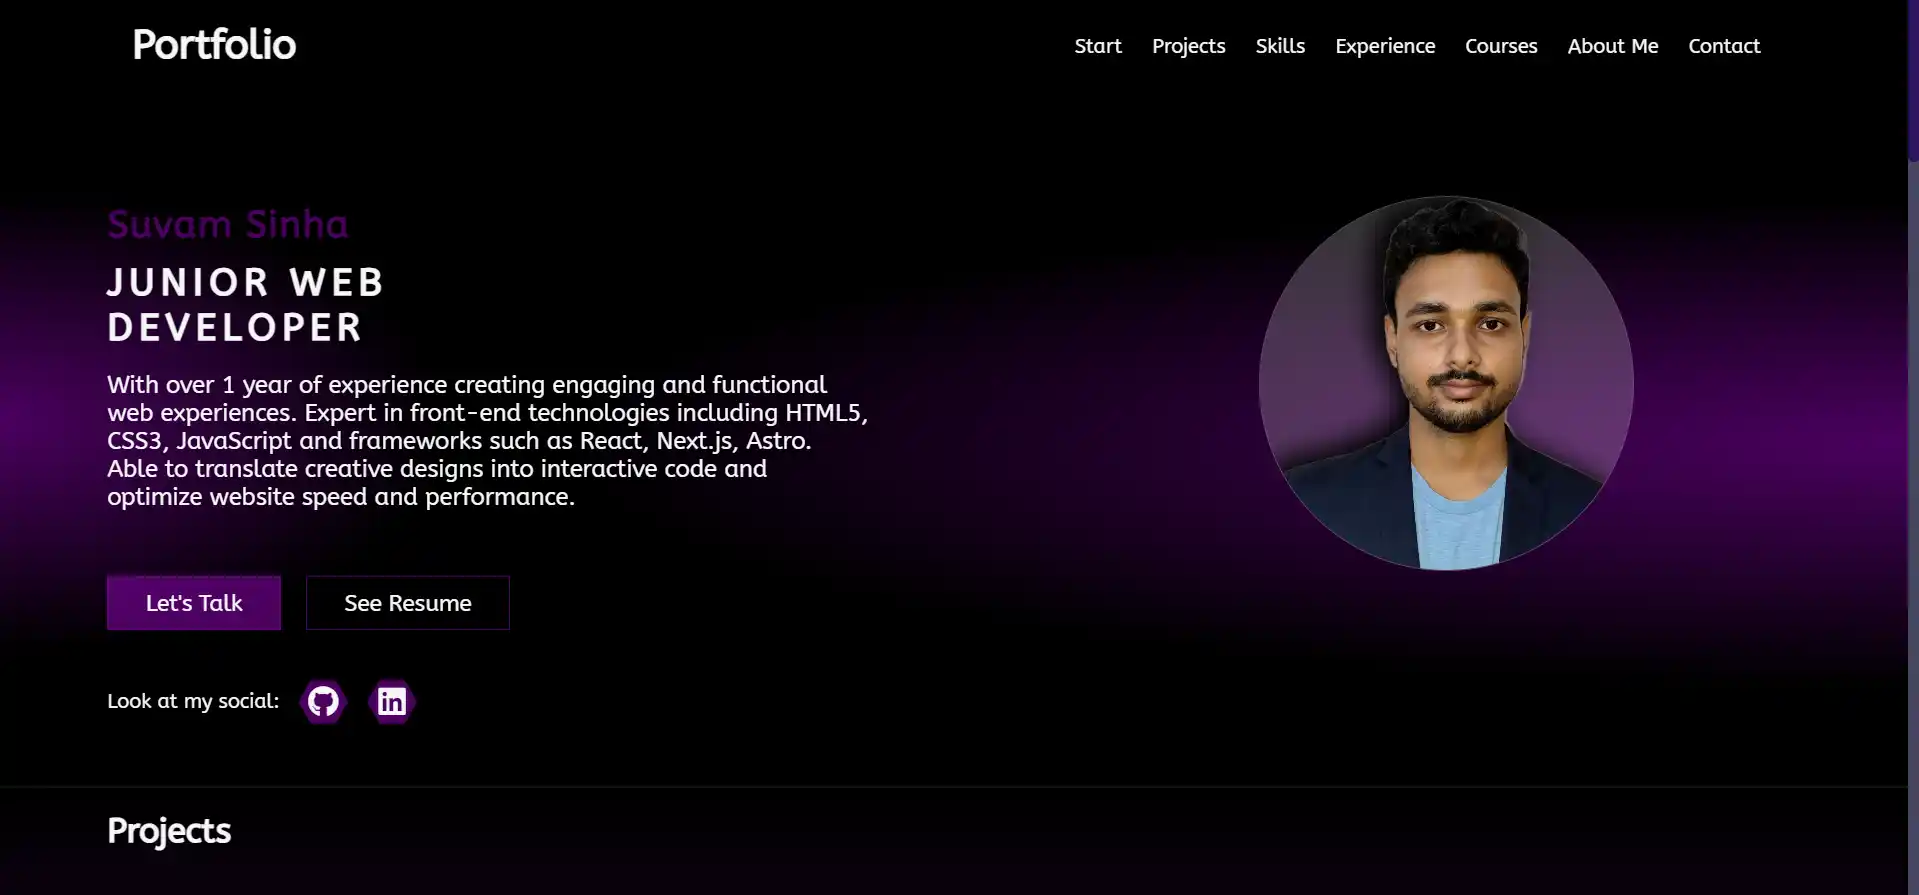 Portfolio
Start Projects Skills Experience Courses About Me Contact
Suvam Sinha
JUNIOR WEB
DEVELOPER
With over 1 year of experience creating engaging and functional
web experiences. Expert in front-end technologies including HTML5,
CSS3, JavaScript and frameworks such as React, Next.js, Astro.
Able to translate creative designs into interactive code and
optimize website speed and performance.
Let's Talk See Resume
Look at my social: in
Projects